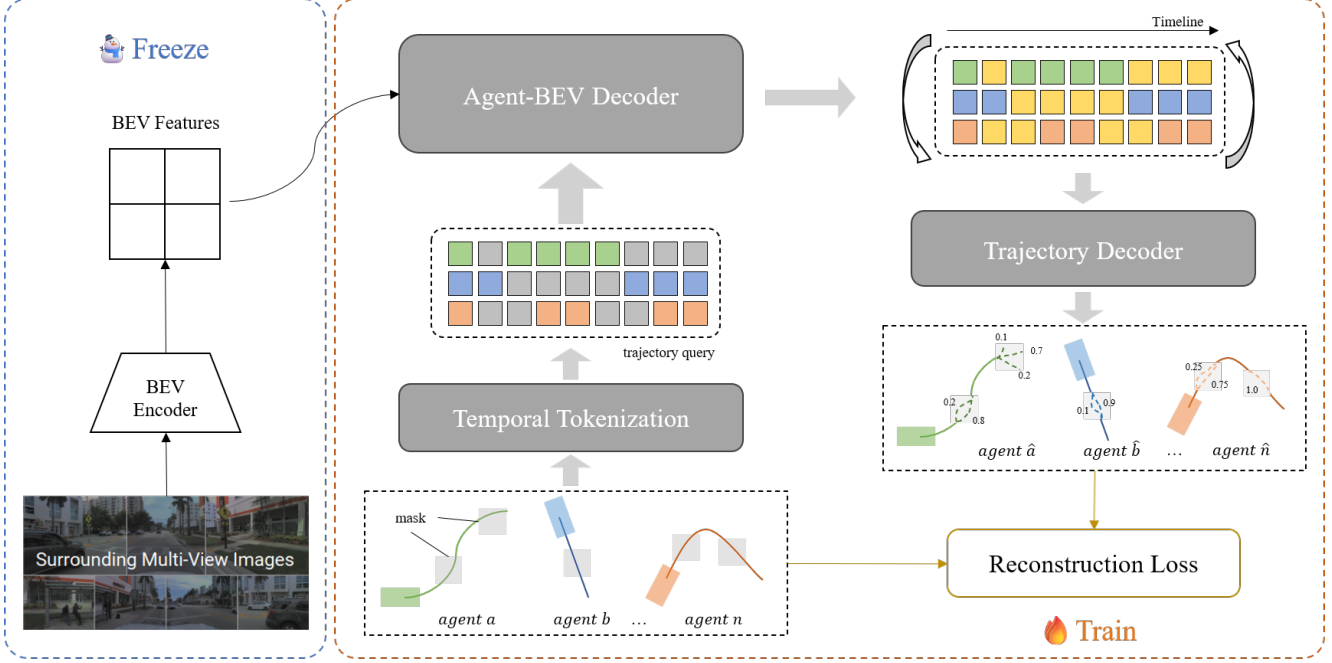 Freeze
BEV Features
BEV
Encoder
Surrounding Multi-View Images
Agent-BEV Decoder
trajectory query
Temporal Tokenization
mask
agent a
agent b
...
agent n
Timeline
Trajectory Decoder
0.1
0.7
0.2
0.2
0.8
0.9
0.1
0.25
0.75
1.0
agent â
agent b̂
...
agent n̂
Reconstruction Loss
Train